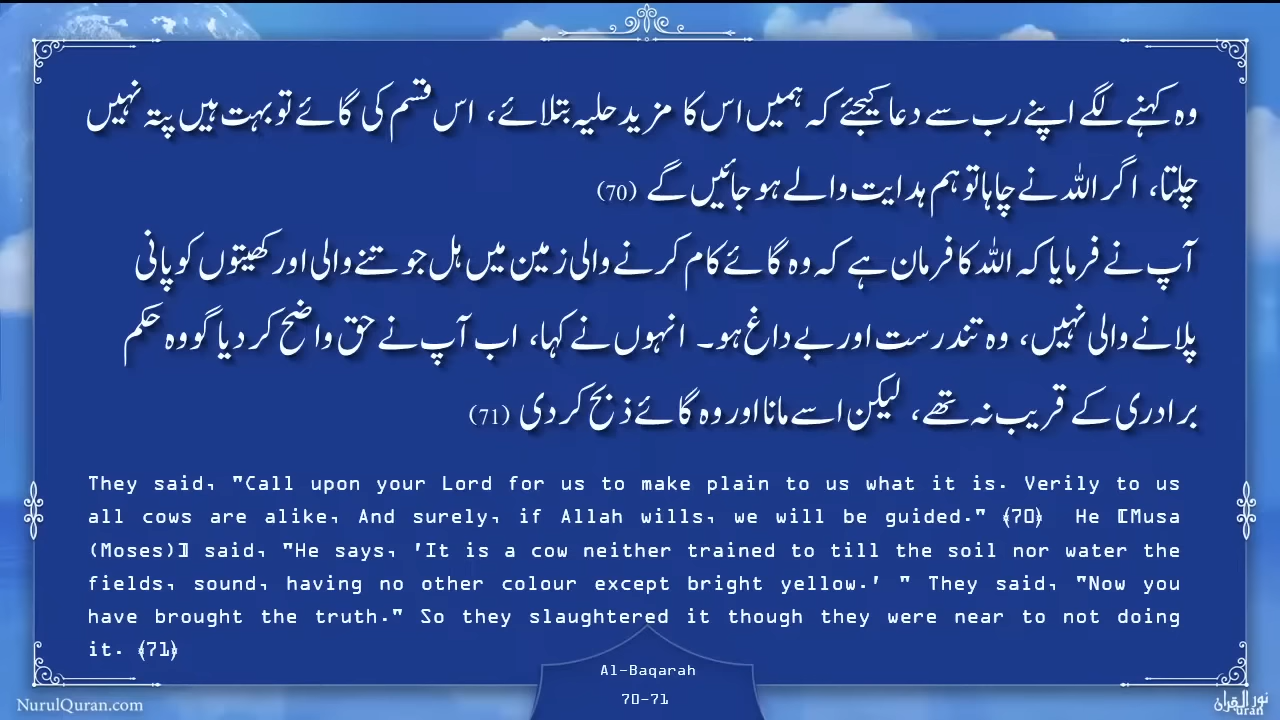 وہ کہنے لگے اپنے رب سے دعا کیجئے کہ ہمیں اس کا مزید حلیہ بتلائے، اس قسم کی گائے تو بہت ہیں پتہ نہیں
چلتا، اگر اللہ نے چاہا تو ہم ہدایت والے ہو جائیں گے (70)
آپ نے فرمایا کہ اللہ کا فرمان ہے کہ وہ گائے کام کرنے والی زمین میں ہل جوتنے والی اور کھیتوں کو پانی
پلانے والی نہیں، وہ تندرست اور بے داغ ہو۔ انہوں نے کہا، اب آپ نے حق واضح کر دیا گو وہ حکم
برادری کے قریب نہ تھے، لیکن اسے مانا اور وہ گائے ذبح کر دی (71)
They said, "Call upon your Lord for us to make plain to us what it is. Verily to us
all cows are alike, And surely, if Allah wills, we will be guided." ﴾70﴿ He [Musa
(Moses)] said, "He says, 'It is a cow neither trained to till the soil nor water the
fields, sound, having no other colour except bright yellow.' " They said, "Now you
have brought the truth." So they slaughtered it though they were near to not doing
it. ﴾71﴿
Al-Baqarah
70-71
NurulQuran.com
نور القرآن